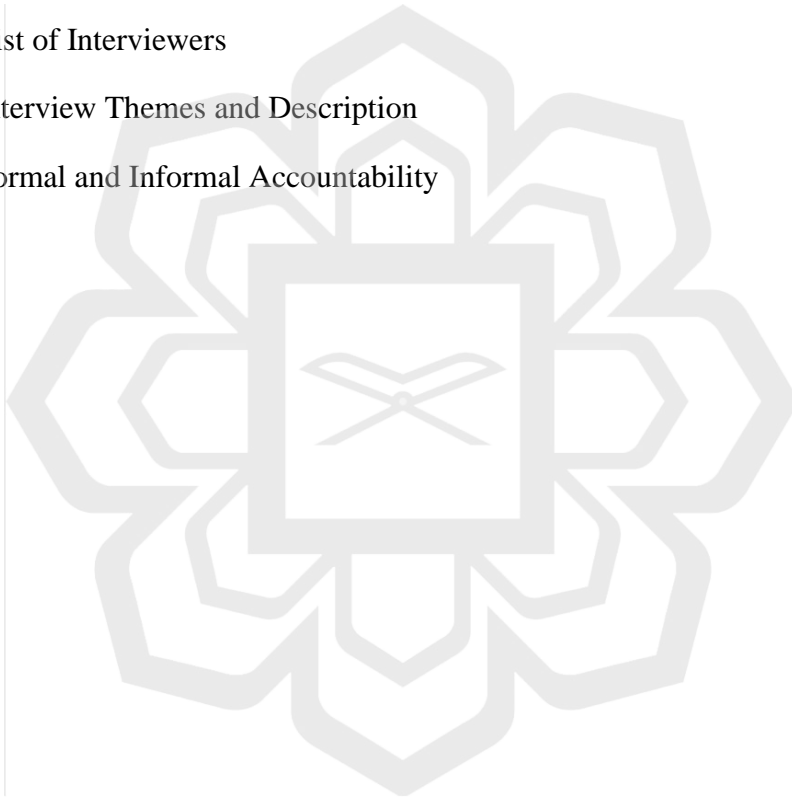 ist of Interviewers
terview Themes and Description
ormal and Informal Accountability